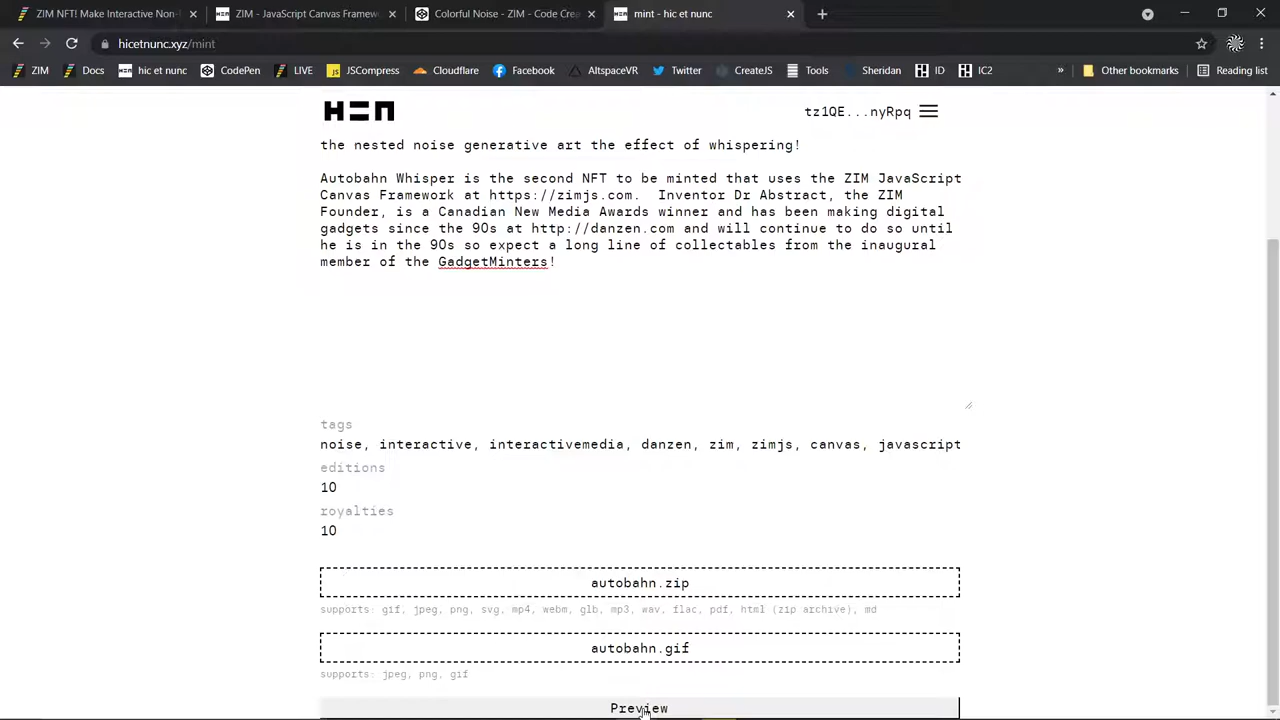 ZIM NFT! Make Interactive Non-
ZIM - JavaScript Canvas Framew
Colorful Noise - ZIM - Code Crea
mint - hic et nunc
hicetnunc.xyz/mint
ZIM
Docs
hic et nunc
CodePen
LIVE
JSCompress
Cloudflare
Facebook
AltspaceVR
Twitter
CreateJS
Tools
Sheridan
ID
IC2
»
Other bookmarks
Reading list
tz1QE...nyRpq
the nested noise generative art the effect of whispering!
Autobahn Whisper is the second NFT to be minted that uses the ZIM JavaScript
Canvas Framework at https://zimjs.com. Inventor Dr Abstract, the ZIM
Founder, is a Canadian New Media Awards winner and has been making digital
gadgets since the 90s at http://danzen.com and will continue to do so until
he is in the 90s so expect a long line of collectables from the inaugural
member of the GadgetMinters!
tags
noise, interactive, interactivemedia, danzen, zim, zimjs, canvas, javascript
editions
10
royalties
10
autobahn.zip
supports: gif, jpeg, png, svg, mp4, webm, glb, mp3, wav, flac, pdf, html (zip archive), md
autobahn.gif
supports: jpeg, png, gif
Preview